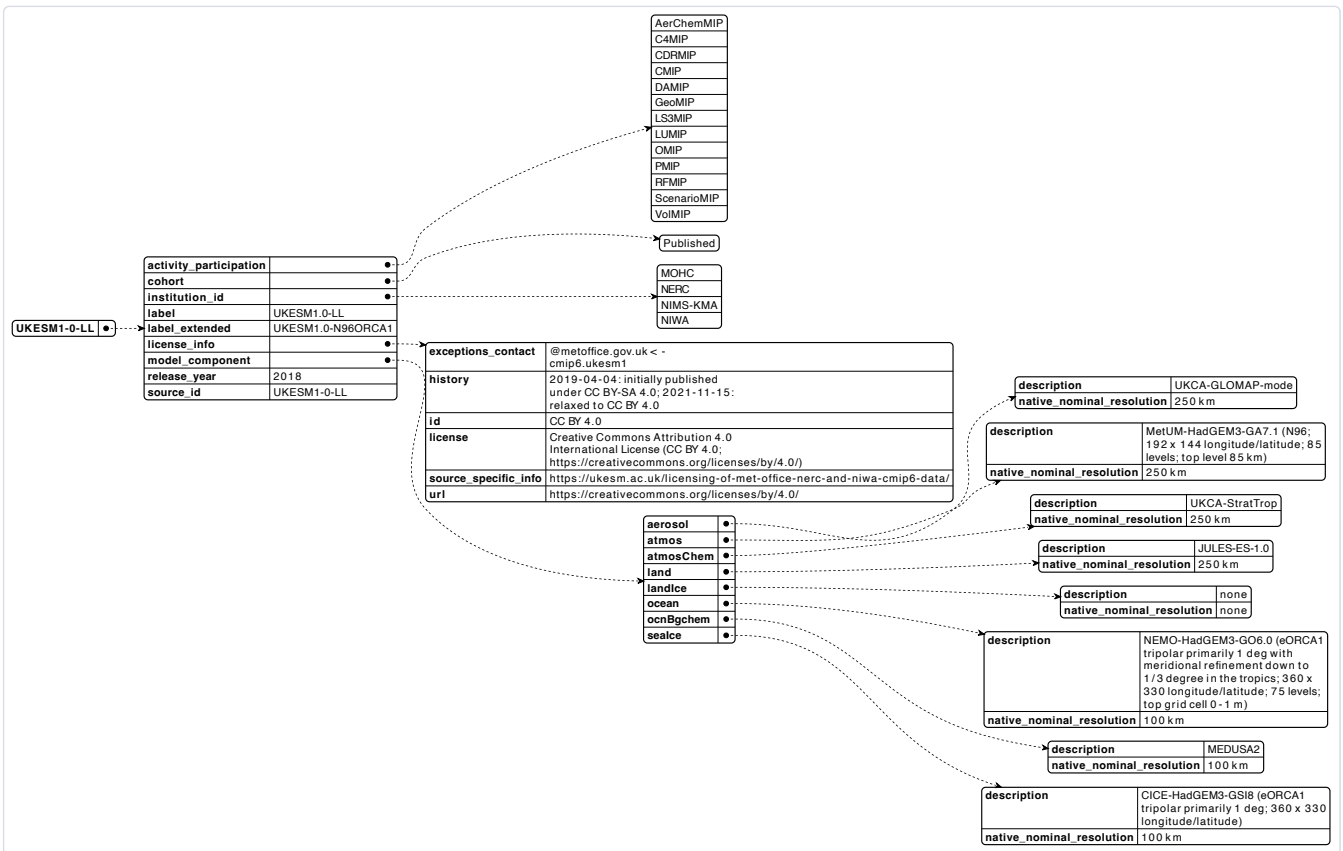 UKESM1-0-LL
activity_participation
cohort
institution_id
label UKESM1.0-LL
label_extended UKESM1.0-N96ORCA1
license_info
model_component
release_year 2018
source_id UKESM1-0-LL
AerChemMIP
C4MIP
CDRMIP
CMIP
DAMIP
GeoMIP
LS3MIP
LUMIP
OMIP
PMIP
RFMIP
ScenarioMIP
VolMIP
Published
MOHC
NERC
NIMS-KMA
NIWA
exceptions_contact @metoffice.gov.uk < -
cmip6.ukesm1
history 2019-04-04: initially published
under CC BY-SA 4.0; 2021-11-15:
relaxed to CC BY 4.0
id CC BY 4.0
license Creative Commons Attribution 4.0
International License (CC BY 4.0;
https://creativecommons.org/licenses/by/4.0/)
source_specific_info https://ukesm.ac.uk/licensing-of-met-office-nerc-and-niwa-cmip6-data/
url https://creativecommons.org/licenses/by/4.0/
aerosol
atmos
atmosChem
land
landIce
ocean
ocnBgchem
seaIce
description UKCA-GLOMAP-mode
native_nominal_resolution 250 km
description MetUM-HadGEM3-GA7.1 (N96;
192 x 144 longitude/latitude; 85
levels; top level 85 km)
native_nominal_resolution 250 km
description UKCA-StratTrop
native_nominal_resolution 250 km
description JULES-ES-1.0
native_nominal_resolution 250 km
description none
native_nominal_resolution none
description NEMO-HadGEM3-GO6.0 (eORCA1
tripolar primarily 1 deg with
meridional refinement down to
1/3 degree in the tropics; 360 x
330 longitude/latitude; 75 levels;
top grid cell 0-1 m)
native_nominal_resolution 100 km
description MEDUSA2
native_nominal_resolution 100 km
description CICE-HadGEM3-GSI8 (eORCA1
tripolar primarily 1 deg; 360 x 330
longitude/latitude)
native_nominal_resolution 100 km